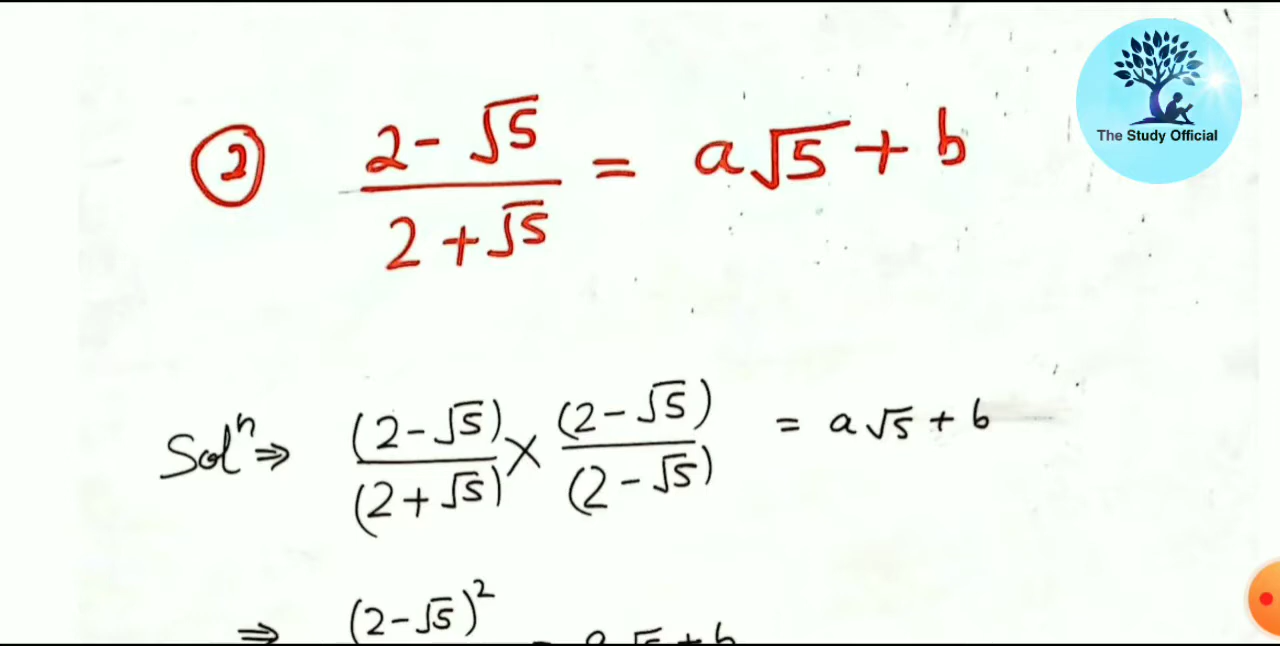 The Study Official
② (2 - √5)/(2 + √5) = a√5 + b
Solⁿ ⇒ (2 - √5)/(2 + √5) × (2 - √5)/(2 - √5) = a√5 + b
⇒ (2 - √5)² = a√5 + b